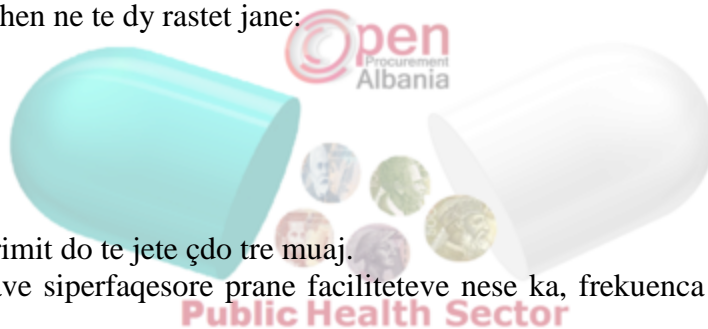 hen ne te dy rastet jane:
Open
Procurement
Albania
rimit do te jete çdo tre muaj.
ve siperfaqesore prane faciliteteve nese ka, frekuenca
Public Health Sector